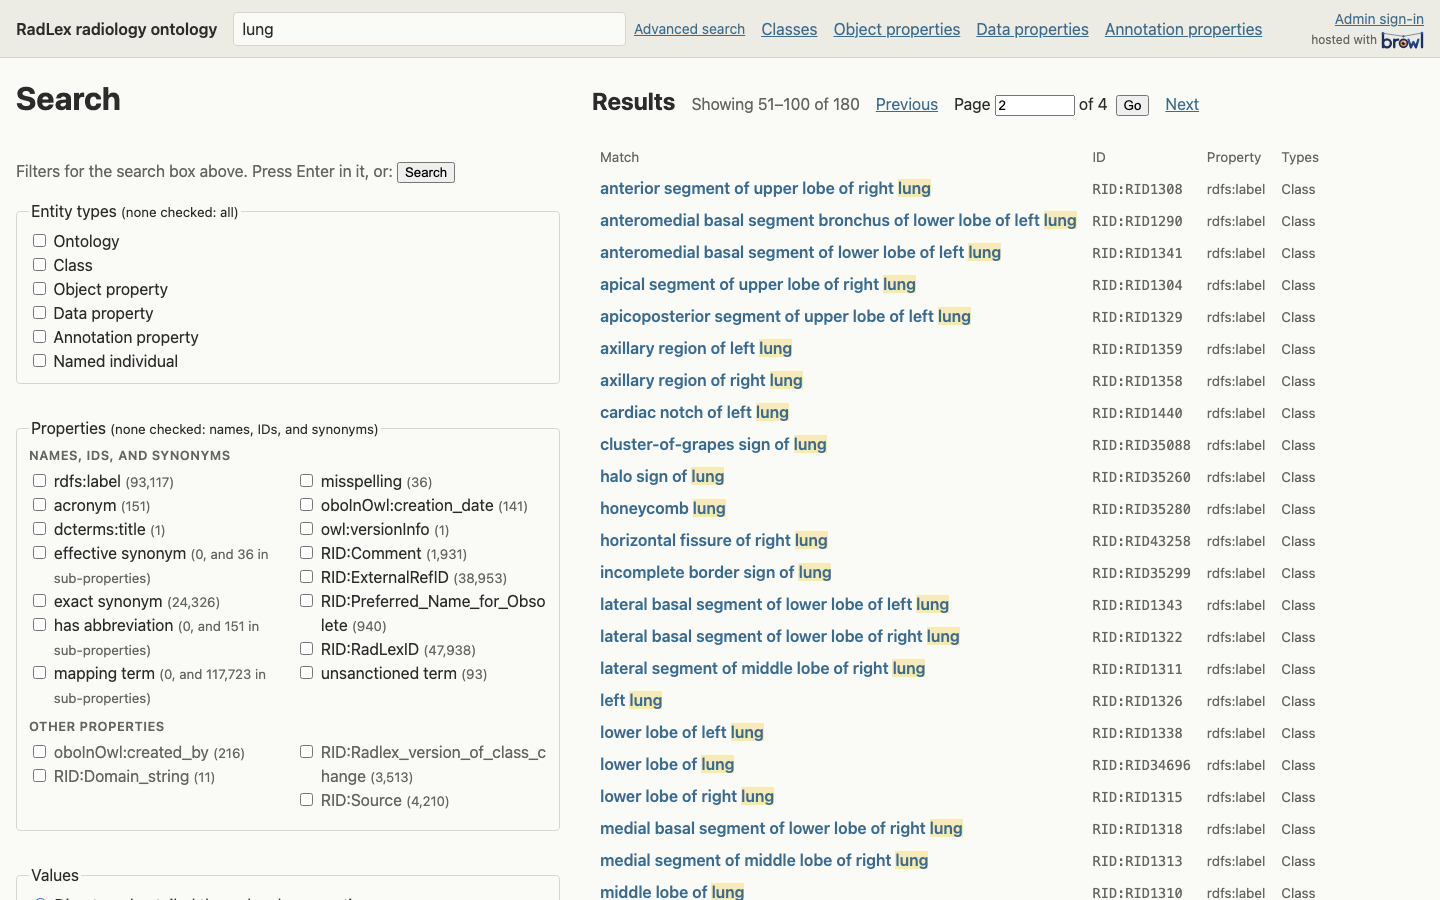 RadLex radiology ontology
lung
Advanced search
Classes
Object properties
Data properties
Annotation properties
Admin sign-in
hosted with browl
Search
Filters for the search box above. Press Enter in it, or: Search
Entity types (none checked: all)
Ontology
Class
Object property
Data property
Annotation property
Named individual
Properties (none checked: names, IDs, and synonyms)
NAMES, IDS, AND SYNONYMS
rdfs:label (93,117)
acronym (151)
dcterms:title (1)
effective synonym (0, and 36 in
sub-properties)
exact synonym (24,326)
has abbreviation (0, and 151 in
sub-properties)
mapping term (0, and 117,723 in
sub-properties)
misspelling (36)
oboInOwl:creation_date (141)
owl:versionInfo (1)
RID:Comment (1,931)
RID:ExternalRefID (38,953)
RID:Preferred_Name_for_Obso
lete (940)
RID:RadLexID (47,938)
unsanctioned term (93)
OTHER PROPERTIES
oboInOwl:created_by (216)
RID:Domain_string (11)
RID:Radlex_version_of_class_c
hange (3,513)
RID:Source (4,210)
Values
Results Showing 51–100 of 180 Previous Page 2 of 4 Go Next
Match ID Property Types
anterior segment of upper lobe of right lung RID:RID1308 rdfs:label Class
anteromedial basal segment bronchus of lower lobe of left lung RID:RID1290 rdfs:label Class
anteromedial basal segment of lower lobe of left lung RID:RID1341 rdfs:label Class
apical segment of upper lobe of right lung RID:RID1304 rdfs:label Class
apicoposterior segment of upper lobe of left lung RID:RID1329 rdfs:label Class
axillary region of left lung RID:RID1359 rdfs:label Class
axillary region of right lung RID:RID1358 rdfs:label Class
cardiac notch of left lung RID:RID1440 rdfs:label Class
cluster-of-grapes sign of lung RID:RID35088 rdfs:label Class
halo sign of lung RID:RID35260 rdfs:label Class
honeycomb lung RID:RID35280 rdfs:label Class
horizontal fissure of right lung RID:RID43258 rdfs:label Class
incomplete border sign of lung RID:RID35299 rdfs:label Class
lateral basal segment of lower lobe of left lung RID:RID1343 rdfs:label Class
lateral basal segment of lower lobe of right lung RID:RID1322 rdfs:label Class
lateral segment of middle lobe of right lung RID:RID1311 rdfs:label Class
left lung RID:RID1326 rdfs:label Class
lower lobe of left lung RID:RID1338 rdfs:label Class
lower lobe of lung RID:RID34696 rdfs:label Class
lower lobe of right lung RID:RID1315 rdfs:label Class
medial basal segment of lower lobe of right lung RID:RID1318 rdfs:label Class
medial segment of middle lobe of right lung RID:RID1313 rdfs:label Class
middle lobe of lung RID:RID1310 rdfs:label Class